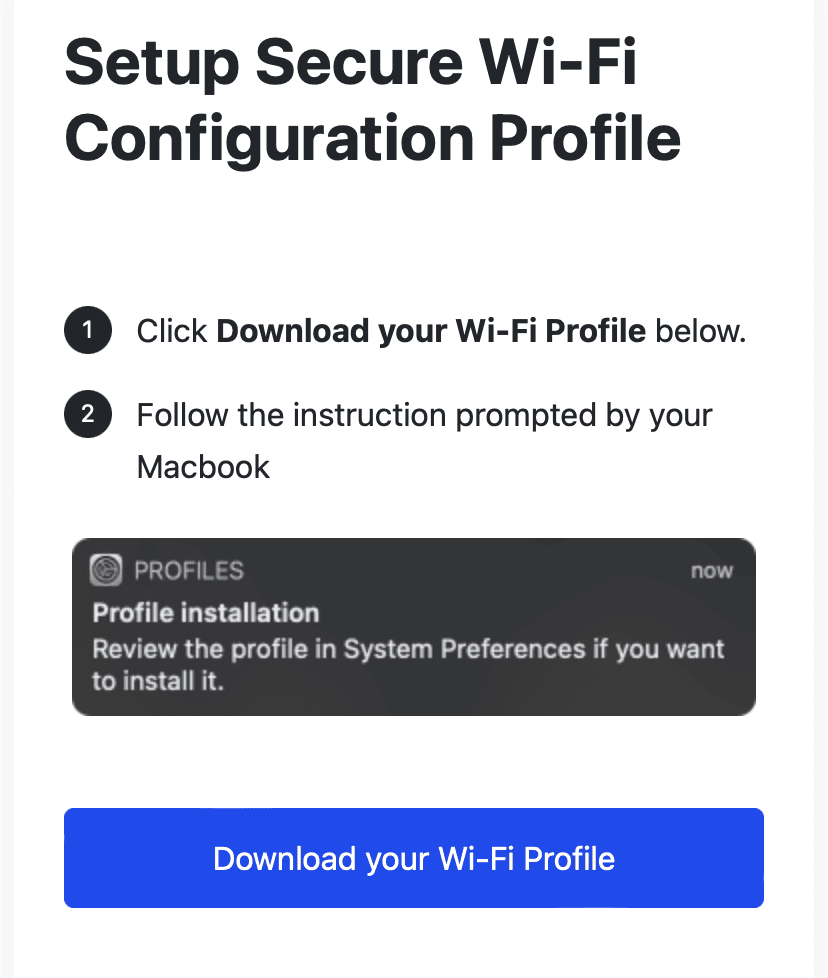 Setup Secure Wi-Fi
Configuration Profile
1 Click Download your Wi-Fi Profile below.
2 Follow the instruction prompted by your
Macbook
PROFILES now
Profile installation
Review the profile in System Preferences if you want
to install it.
Download your Wi-Fi Profile